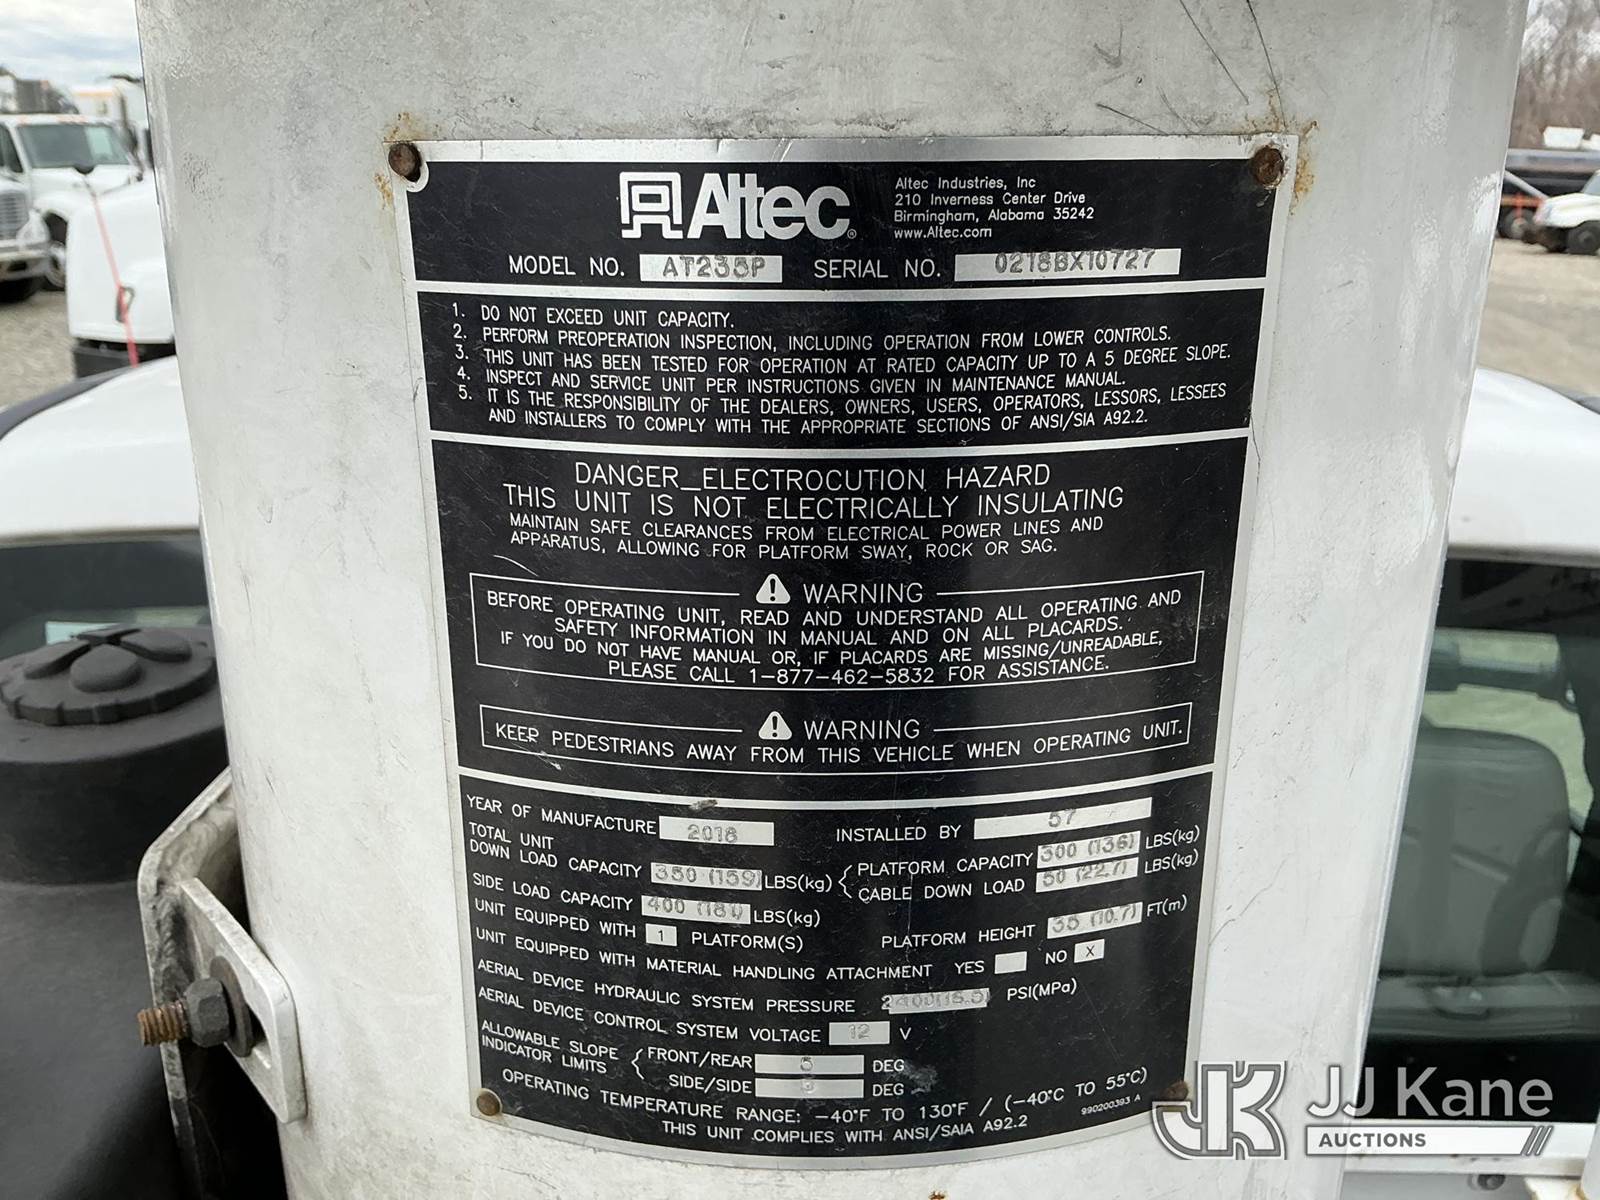 Altec®
Altec Industries, Inc
210 Inverness Center Drive
Birmingham, Alabama 35242
www.Altec.com
MODEL NO. AT235P SERIAL NO. 0218BX10727
1. DO NOT EXCEED UNIT CAPACITY.
2. PERFORM PREOPERATION INSPECTION, INCLUDING OPERATION FROM LOWER CONTROLS.
3. THIS UNIT HAS BEEN TESTED FOR OPERATION AT RATED CAPACITY UP TO A 5 DEGREE SLOPE.
4. INSPECT AND SERVICE UNIT PER INSTRUCTIONS GIVEN IN MAINTENANCE MANUAL.
5. IT IS THE RESPONSIBILITY OF THE DEALERS, OWNERS, USERS, OPERATORS, LESSORS, LESSEES
AND INSTALLERS TO COMPLY WITH THE APPROPRIATE SECTIONS OF ANSI/SIA A92.2.
DANGER_ELECTROCUTION HAZARD
THIS UNIT IS NOT ELECTRICALLY INSULATING
MAINTAIN SAFE CLEARANCES FROM ELECTRICAL POWER LINES AND
APPARATUS, ALLOWING FOR PLATFORM SWAY, ROCK OR SAG.
WARNING
BEFORE OPERATING UNIT, READ AND UNDERSTAND ALL OPERATING AND
SAFETY INFORMATION IN MANUAL AND ON ALL PLACARDS.
IF YOU DO NOT HAVE MANUAL OR, IF PLACARDS ARE MISSING/UNREADABLE,
PLEASE CALL 1-877-462-5832 FOR ASSISTANCE.
WARNING
KEEP PEDESTRIANS AWAY FROM THIS VEHICLE WHEN OPERATING UNIT.
YEAR OF MANUFACTURE 2018 INSTALLED BY 57
TOTAL UNIT
DOWN LOAD CAPACITY 350 (159) LBS(kg)
PLATFORM CAPACITY 300 (136) LBS(kg)
CABLE DOWN LOAD 50 (22.7) LBS(kg)
SIDE LOAD CAPACITY 400 (181) LBS(kg)
UNIT EQUIPPED WITH 1 PLATFORM(S) PLATFORM HEIGHT 35 (10.7) FT(m)
UNIT EQUIPPED WITH MATERIAL HANDLING ATTACHMENT YES NO X
AERIAL DEVICE HYDRAULIC SYSTEM PRESSURE 2400(16.5) PSI(MPa)
AERIAL DEVICE CONTROL SYSTEM VOLTAGE 12 V
ALLOWABLE SLOPE
INDICATOR LIMITS
FRONT/REAR 5 DEG
SIDE/SIDE 5 DEG
OPERATING TEMPERATURE RANGE: -40°F TO 130°F / (-40°C TO 55°C)
THIS UNIT COMPLIES WITH ANSI/SAIA A92.2
990200393 A
JK JJ Kane
AUCTIONS